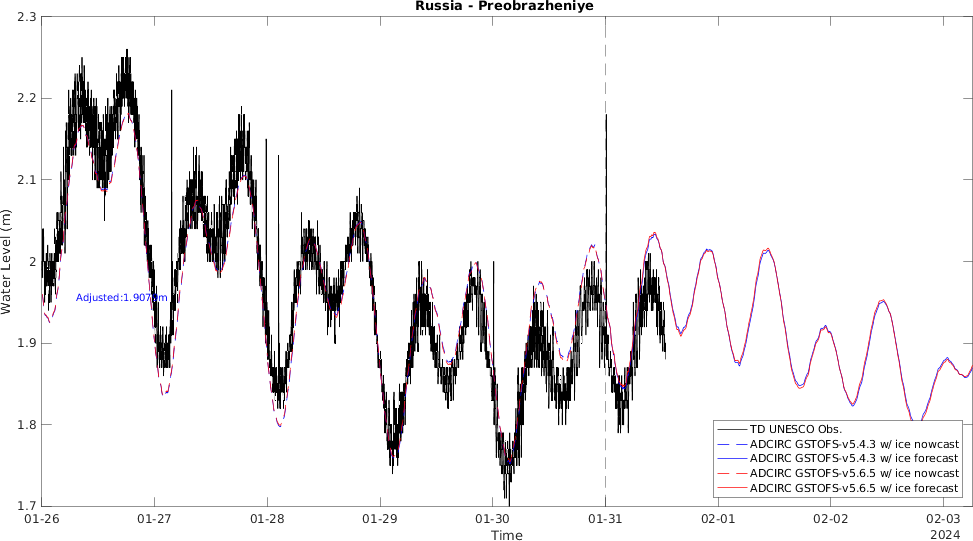 Russia - Preobrazheniye
2.3
2.2
2.1
2
1.9
1.8
1.7
Water Level (m)
Adjusted:1.9070m
TD UNESCO Obs.
ADCIRC GSTOFS-v5.4.3 w/ ice nowcast
ADCIRC GSTOFS-v5.4.3 w/ ice forecast
ADCIRC GSTOFS-v5.6.5 w/ ice nowcast
ADCIRC GSTOFS-v5.6.5 w/ ice forecast
01-26 01-27 01-28 01-29 01-30 01-31 02-01 02-02 02-03
Time
2024